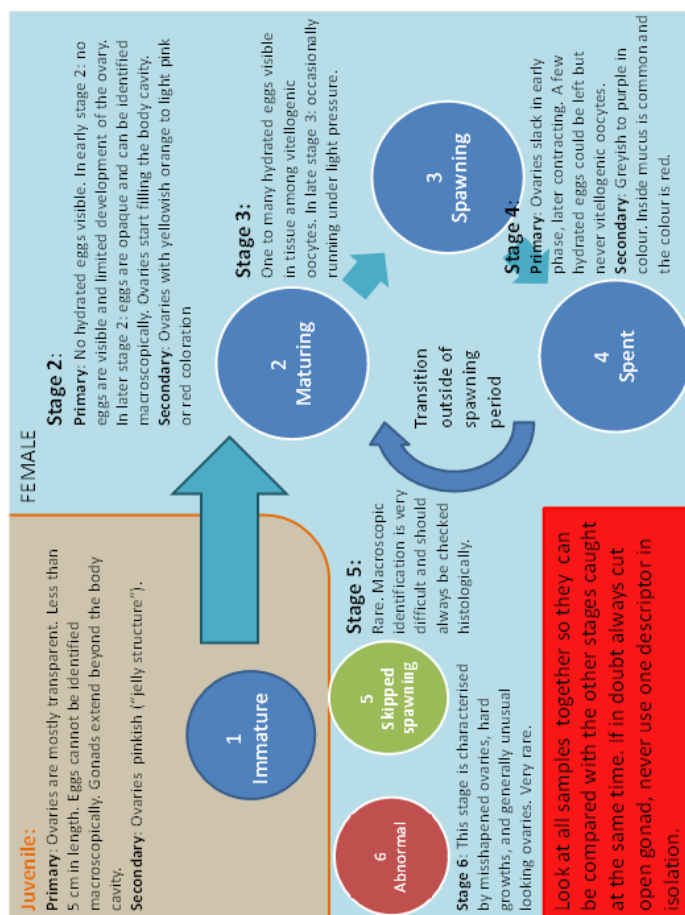 FEMALE
Juvenile:
Primary: Ovaries are mostly transparent. Less than
5 cm in length. Eggs cannot be identified
macroscopically. Gonads extend beyond the body
cavity.
Secondary: Ovaries pinkish ("jelly structure").
1
Immature
Stage 2:
Primary: No hydrated eggs visible. In early stage 2: no
eggs are visible and limited development of the ovary.
In later stage 2: eggs are opaque and can be identified
macroscopically. Ovaries start filling the body cavity.
Secondary: Ovaries with yellowish orange to light pink
or red coloration
2
Maturing
Stage 3:
One to many hydrated eggs visible
in tissue among vitellogenic
oocytes. In late stage 3: occasionally
running under light pressure.
3
Spawning
Stage 4:
Primary: Ovaries slack in early
phase, later contracting. A few
hydrated eggs could be left but
never vitellogenic oocytes.
Secondary: Greyish to purple in
colour. Inside mucus is common and
the colour is red.
4
Spent
Transition
outside of
spawning
period
Stage 5:
Rare. Macroscopic
identification is very
difficult and should
always be checked
histologically.
5
Skipped
spawning
6
Abnormal
Stage 6: This stage is characterised
by misshapened ovaries, hard
growths, and generally unusual
looking ovaries. Very rare.
Look at all samples together so they can
be compared with the other stages caught
at the same time. If in doubt always cut
open gonad, never use one descriptor in
isolation.